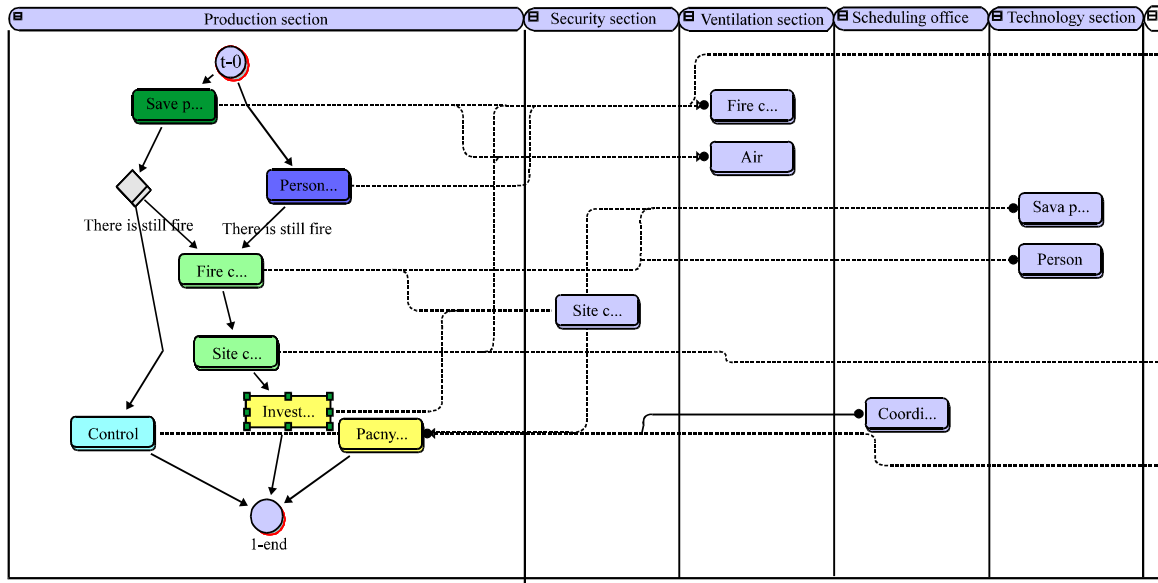 Production section
Security section
Ventilation section
Scheduling office
Technology section
t-0
Save p...
Fire c...
Air
Person...
There is still fire
There is still fire
Sava p...
Fire c...
Person
Site c...
Site c...
Invest...
Coordi...
Control
Pacny...
1-end